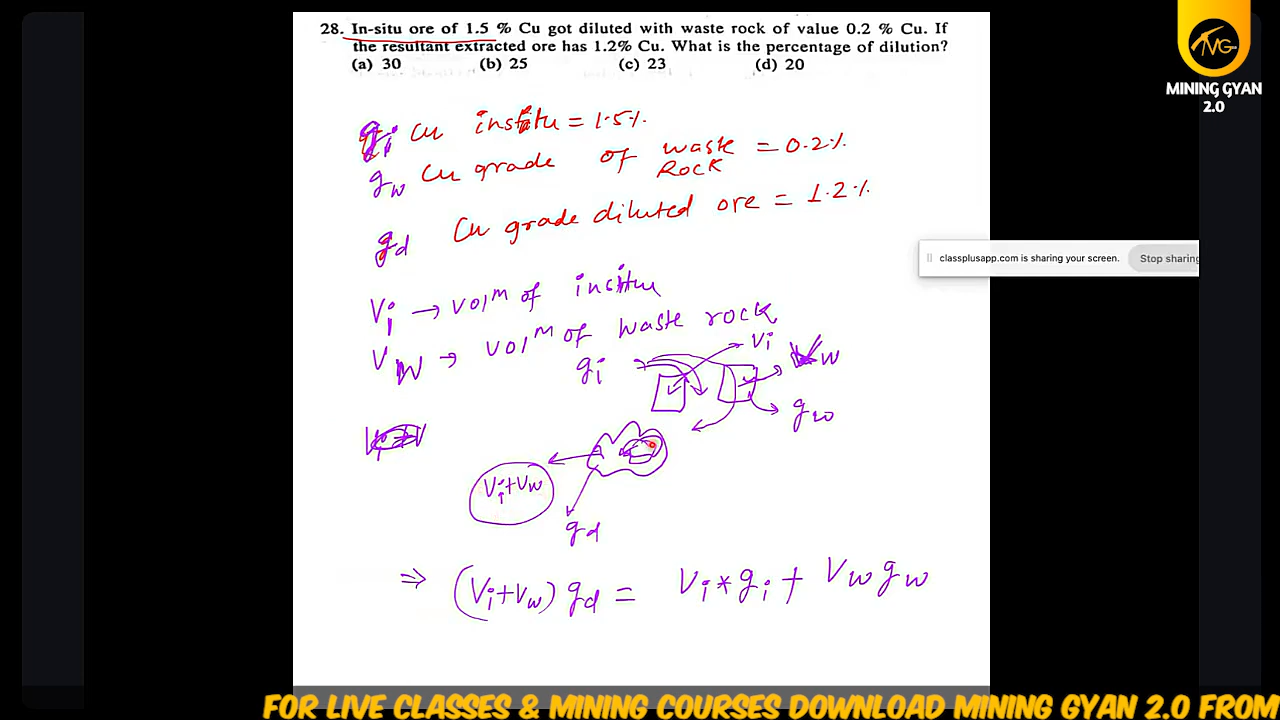 28. In-situ ore of 1.5 % Cu got diluted with waste rock of value 0.2 % Cu. If
the resultant extracted ore has 1.2% Cu. What is the percentage of dilution?
(a) 30 (b) 25 (c) 23 (d) 20
TVG
MINING GYAN
2.0
gi Cu insitu = 1.5%
gw Cu grade of waste Rock = 0.2%
gd Cu grade diluted ore = 1.2%
classplusapp.com is sharing your screen. Stop sharing
Vi → volm of insitu
Vw → volm of waste rock
gi
Vi
w
gw
Vi+Vw
gd
⇒ (Vi+Vw) gd = Vi*gi + Vw gw
FOR LIVE CLASSES & MINING COURSES DOWNLOAD MINING GYAN 2.0 FROM